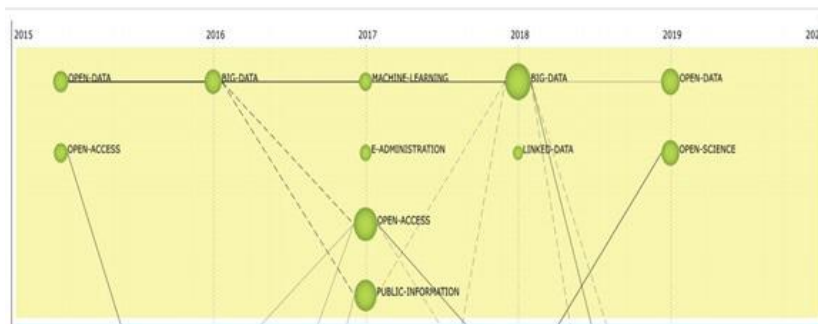 2015 2016 2017 2018 2019 202
OPEN-DATA BIG-DATA MACHINE-LEARNING BIG-DATA OPEN-DATA
OPEN-ACCESS E-ADMINISTRATION LINKED-DATA OPEN-SCIENCE
OPEN-ACCESS
PUBLIC-INFORMATION